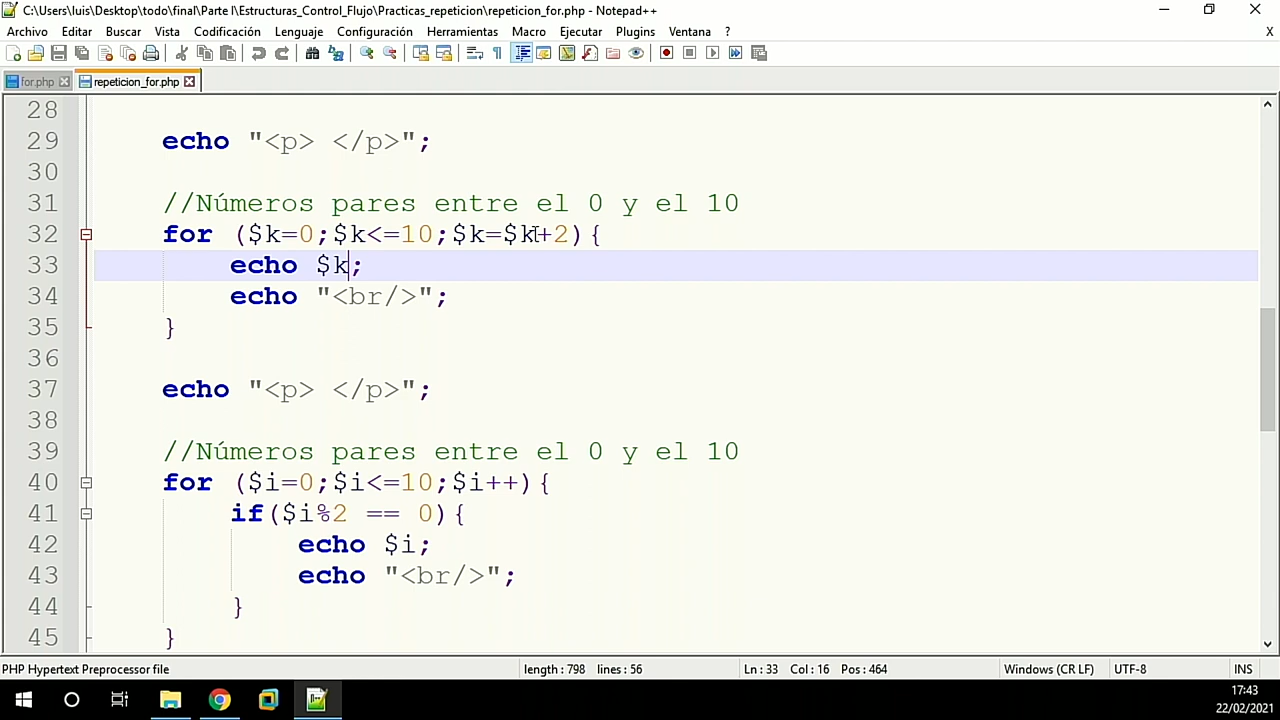 C:\Users\luis\Desktop\todo\final\Parte I\Estructuras_Control_Flujo\Practicas_repeticion\repeticion_for.php - Notepad++
Archivo Editar Buscar Vista Codificación Lenguaje Configuración Herramientas Macro Ejecutar Plugins Ventana ? X
for.php repeticion_for.php
28
29 echo "<p> </p>";
30
31 //Números pares entre el 0 y el 10
32 for ($k=0;$k<=10;$k=$k+2){
33 echo $k;
34 echo "<br/>";
35 }
36
37 echo "<p> </p>";
38
39 //Números pares entre el 0 y el 10
40 for ($i=0;$i<=10;$i++){
41 if($i%2 == 0){
42 echo $i;
43 echo "<br/>";
44 }
45 }
PHP Hypertext Preprocessor file length : 798 lines : 56 Ln : 33 Col : 16 Pos : 464 Windows (CR LF) UTF-8 INS
17:43
22/02/2021